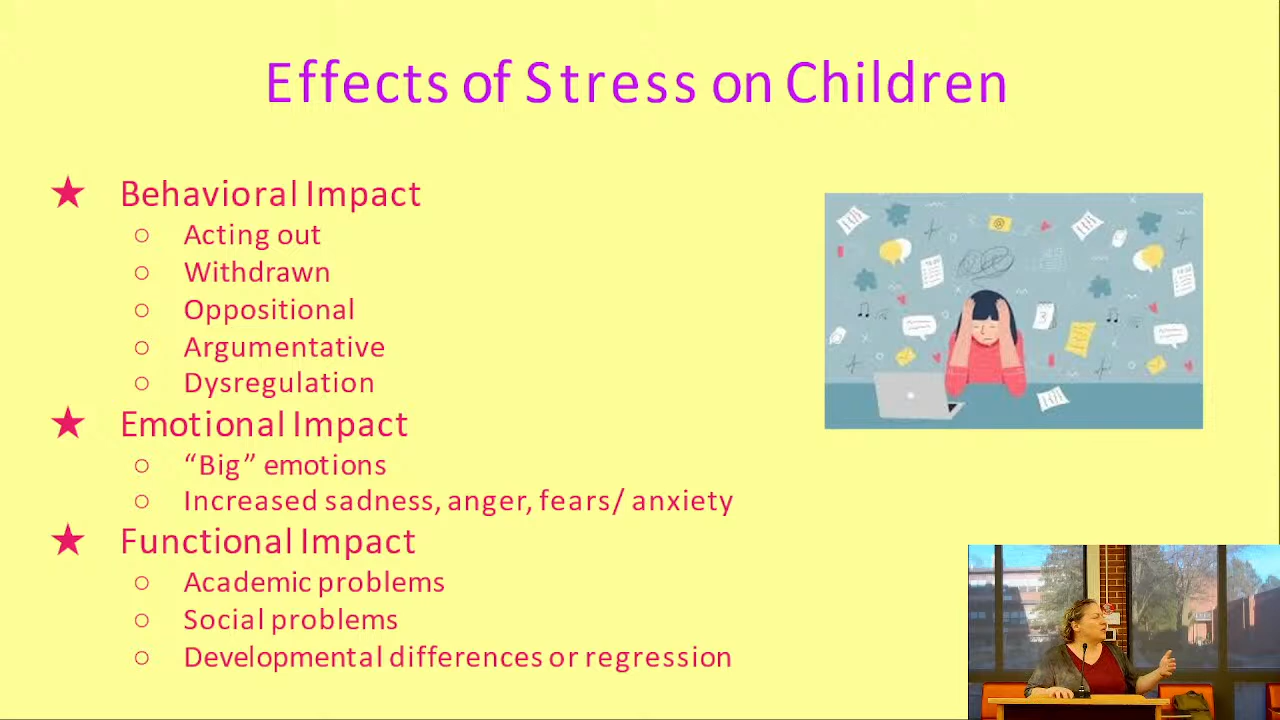 Effects of Stress on Children
★ Behavioral Impact
○ Acting out
○ Withdrawn
○ Oppositional
○ Argumentative
○ Dysregulation
★ Emotional Impact
○ “Big” emotions
○ Increased sadness, anger, fears/ anxiety
★ Functional Impact
○ Academic problems
○ Social problems
○ Developmental differences or regression
3